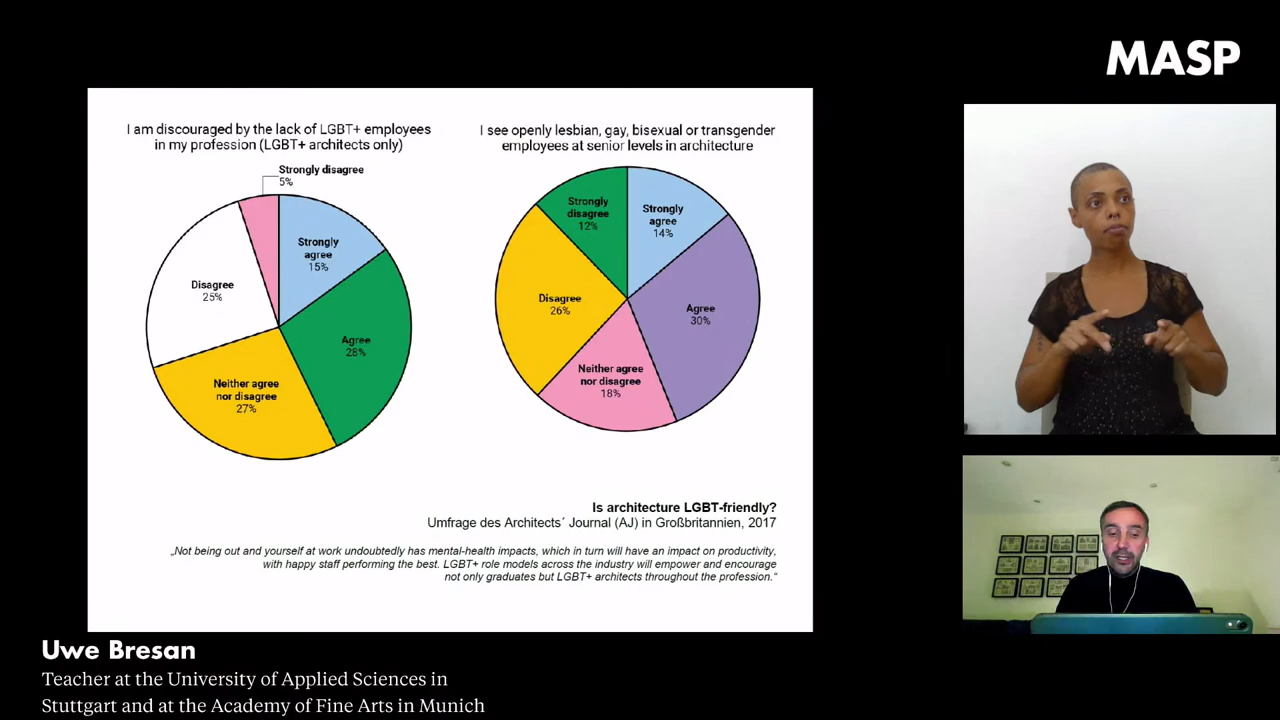 MASP
I am discouraged by the lack of LGBT+ employees
in my profession (LGBT+ architects only)
Strongly disagree
5%
Strongly
agree
15%
Disagree
25%
Agree
28%
Neither agree
nor disagree
27%
I see openly lesbian, gay, bisexual or transgender
employees at senior levels in architecture
Strongly
disagree
12%
Strongly
agree
14%
Disagree
26%
Agree
30%
Neither agree
nor disagree
18%
Is architecture LGBT-friendly?
Umfrage des Architects´ Journal (AJ) in Großbritannien, 2017
„Not being out and yourself at work undoubtedly has mental-health impacts, which in turn will have an impact on productivity,
with happy staff performing the best. LGBT+ role models across the industry will empower and encourage
not only graduates but LGBT+ architects throughout the profession.“
Uwe Bresan
Teacher at the University of Applied Sciences in
Stuttgart and at the Academy of Fine Arts in Munich